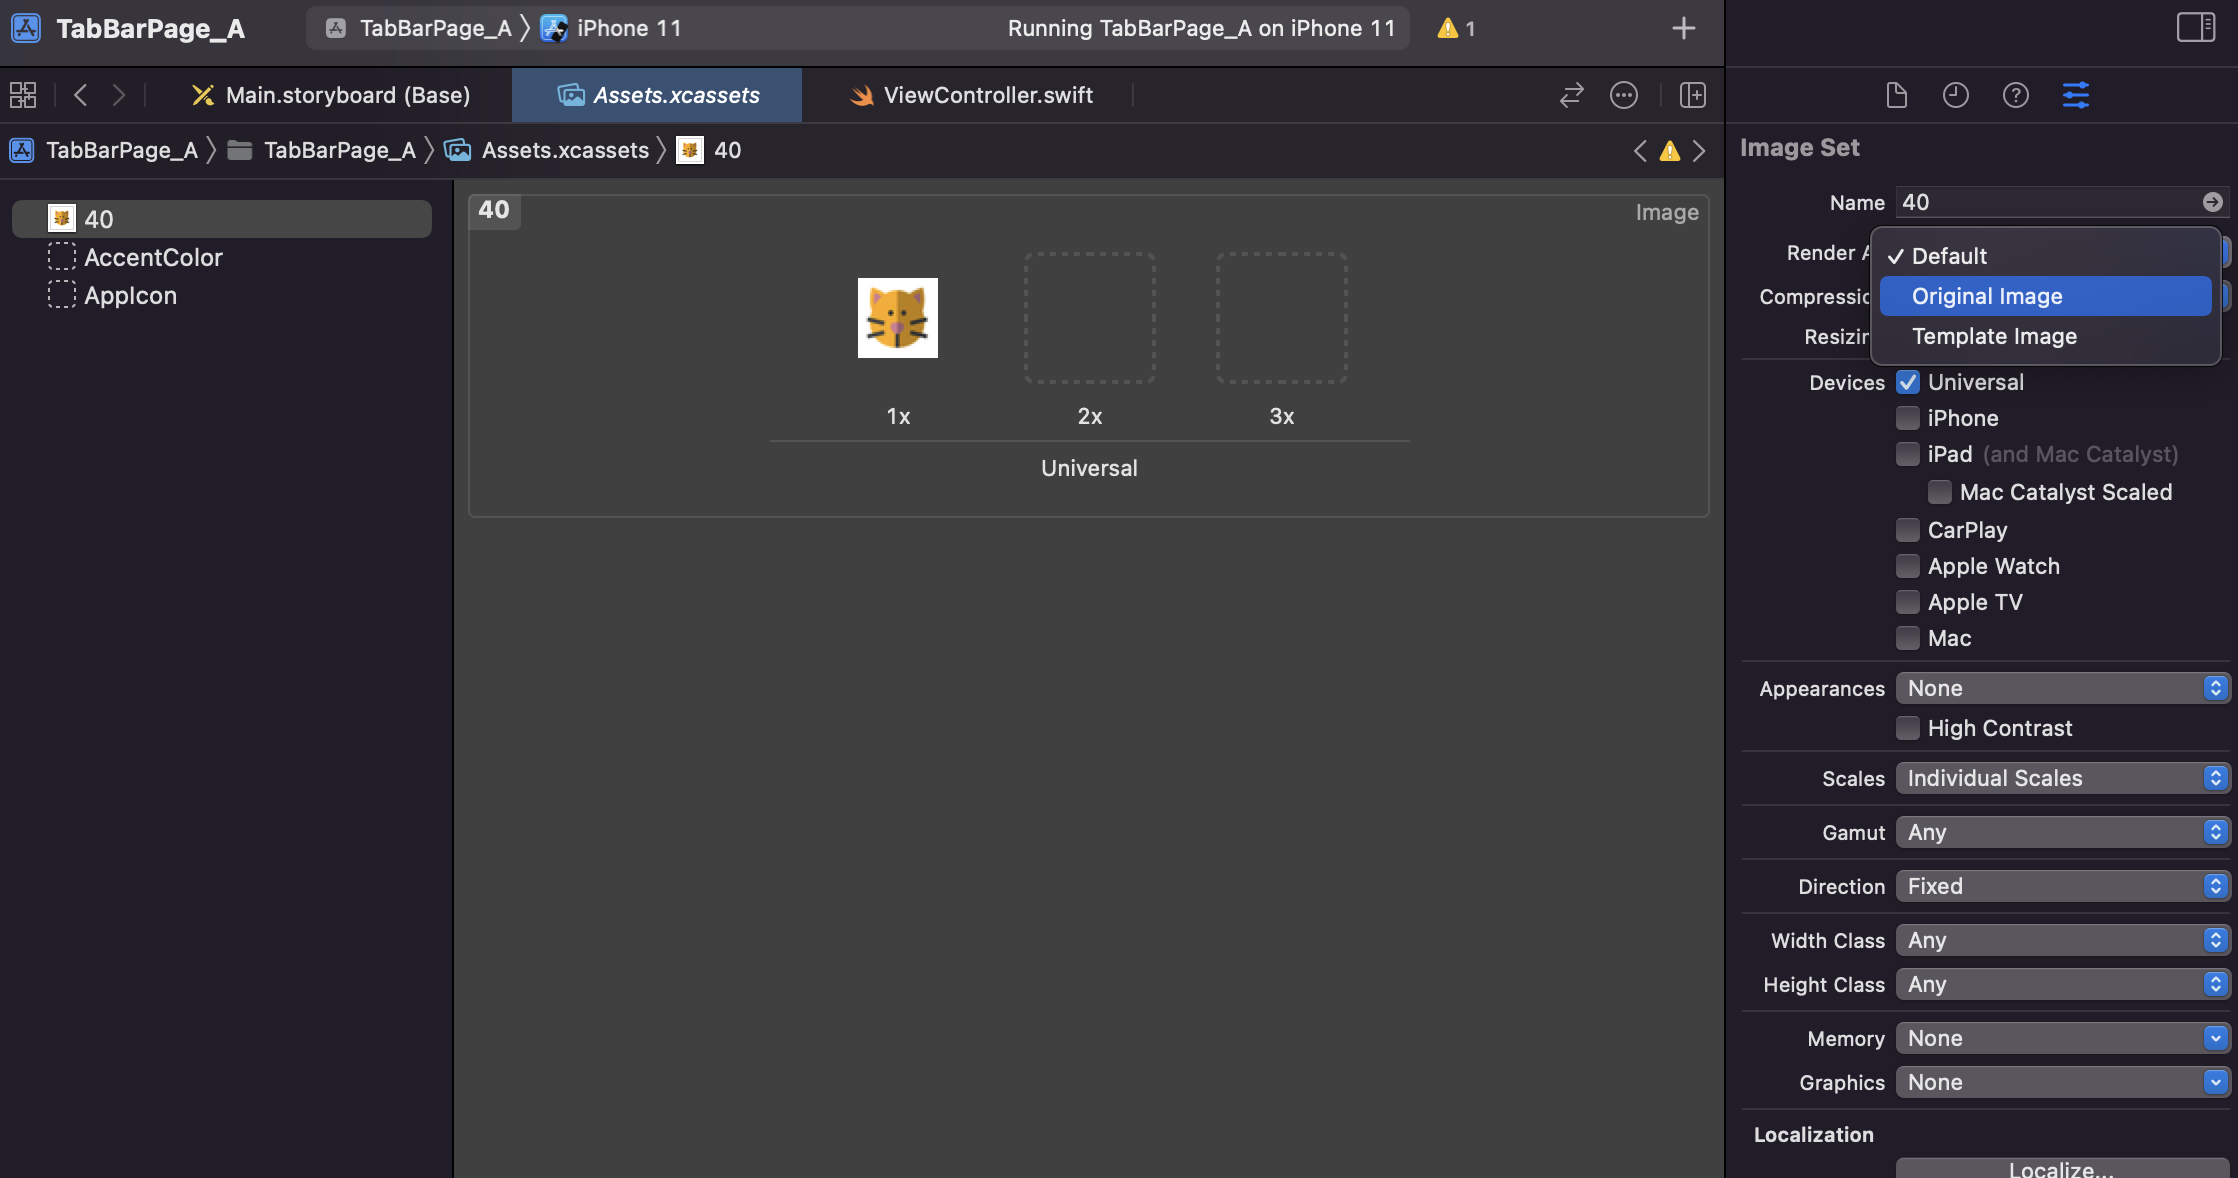 TabBarPage_A
TabBarPage_A
iPhone 11
Running TabBarPage_A on iPhone 11
1
Main.storyboard (Base)
Assets.xcassets
ViewController.swift
TabBarPage_A
TabBarPage_A
Assets.xcassets
40
40
AccentColor
AppIcon
40
Image
1x
2x
3x
Universal
Image Set
Name 40
Render A
Default
Original Image
Template Image
Compressic
Resizir
Devices
Universal
iPhone
iPad (and Mac Catalyst)
Mac Catalyst Scaled
CarPlay
Apple Watch
Apple TV
Mac
Appearances None
High Contrast
Scales Individual Scales
Gamut Any
Direction Fixed
Width Class Any
Height Class Any
Memory None
Graphics None
Localization
Localize...